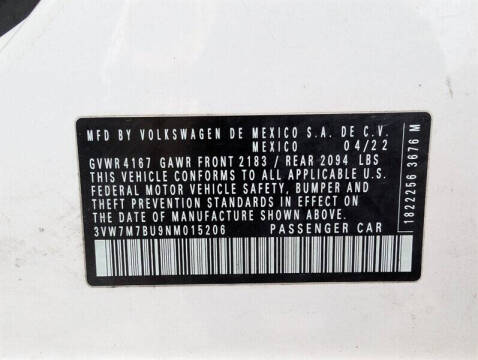 MFD BY VOLKSWAGEN DE MEXICO S.A. DE C.V.
MEXICO 04/22
GVWR 4167 GAWR FRONT 2183 / REAR 2094 LBS
THIS VEHICLE CONFORMS TO ALL APPLICABLE U.S.
FEDERAL MOTOR VEHICLE SAFETY, BUMPER AND
THEFT PREVENTION STANDARDS IN EFFECT ON
THE DATE OF MANUFACTURE SHOWN ABOVE.
3VW7M7BU9NM015206 PASSENGER CAR
1822256 3676 M